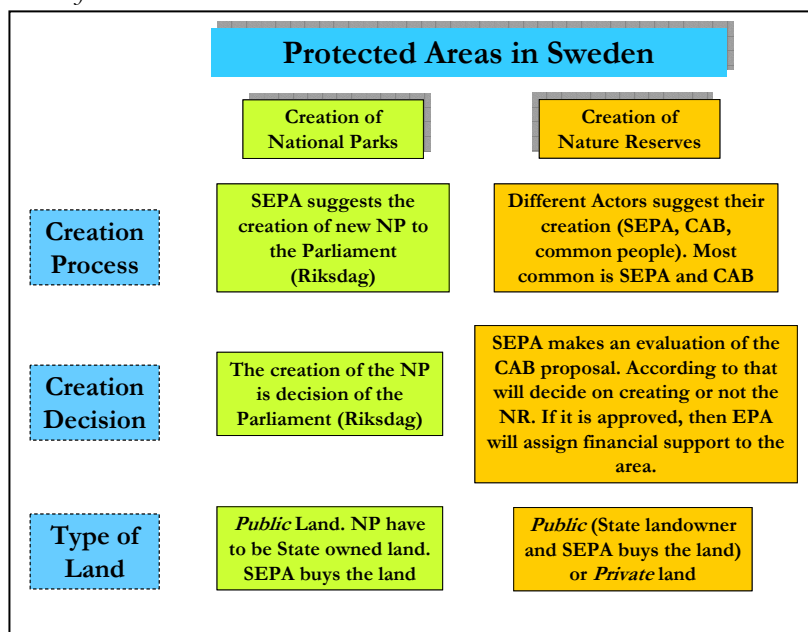 Protected Areas in Sweden
Creation of
National Parks
Creation of
Nature Reserves
Creation
Process
SEPA suggests the
creation of new NP to
the Parliament
(Riksdag)
Different Actors suggest their
creation (SEPA, CAB,
common people). Most
common is SEPA and CAB
Creation
Decision
The creation of the NP
is decision of the
Parliament (Riksdag)
SEPA makes an evaluation of the
CAB proposal. According to that
will decide on creating or not the
NR. If it is approved, then EPA
will assign financial support to the
area.
Type of
Land
Public Land. NP have
to be State owned land.
SEPA buys the land
Public (State landowner
and SEPA buys the land)
or Private land